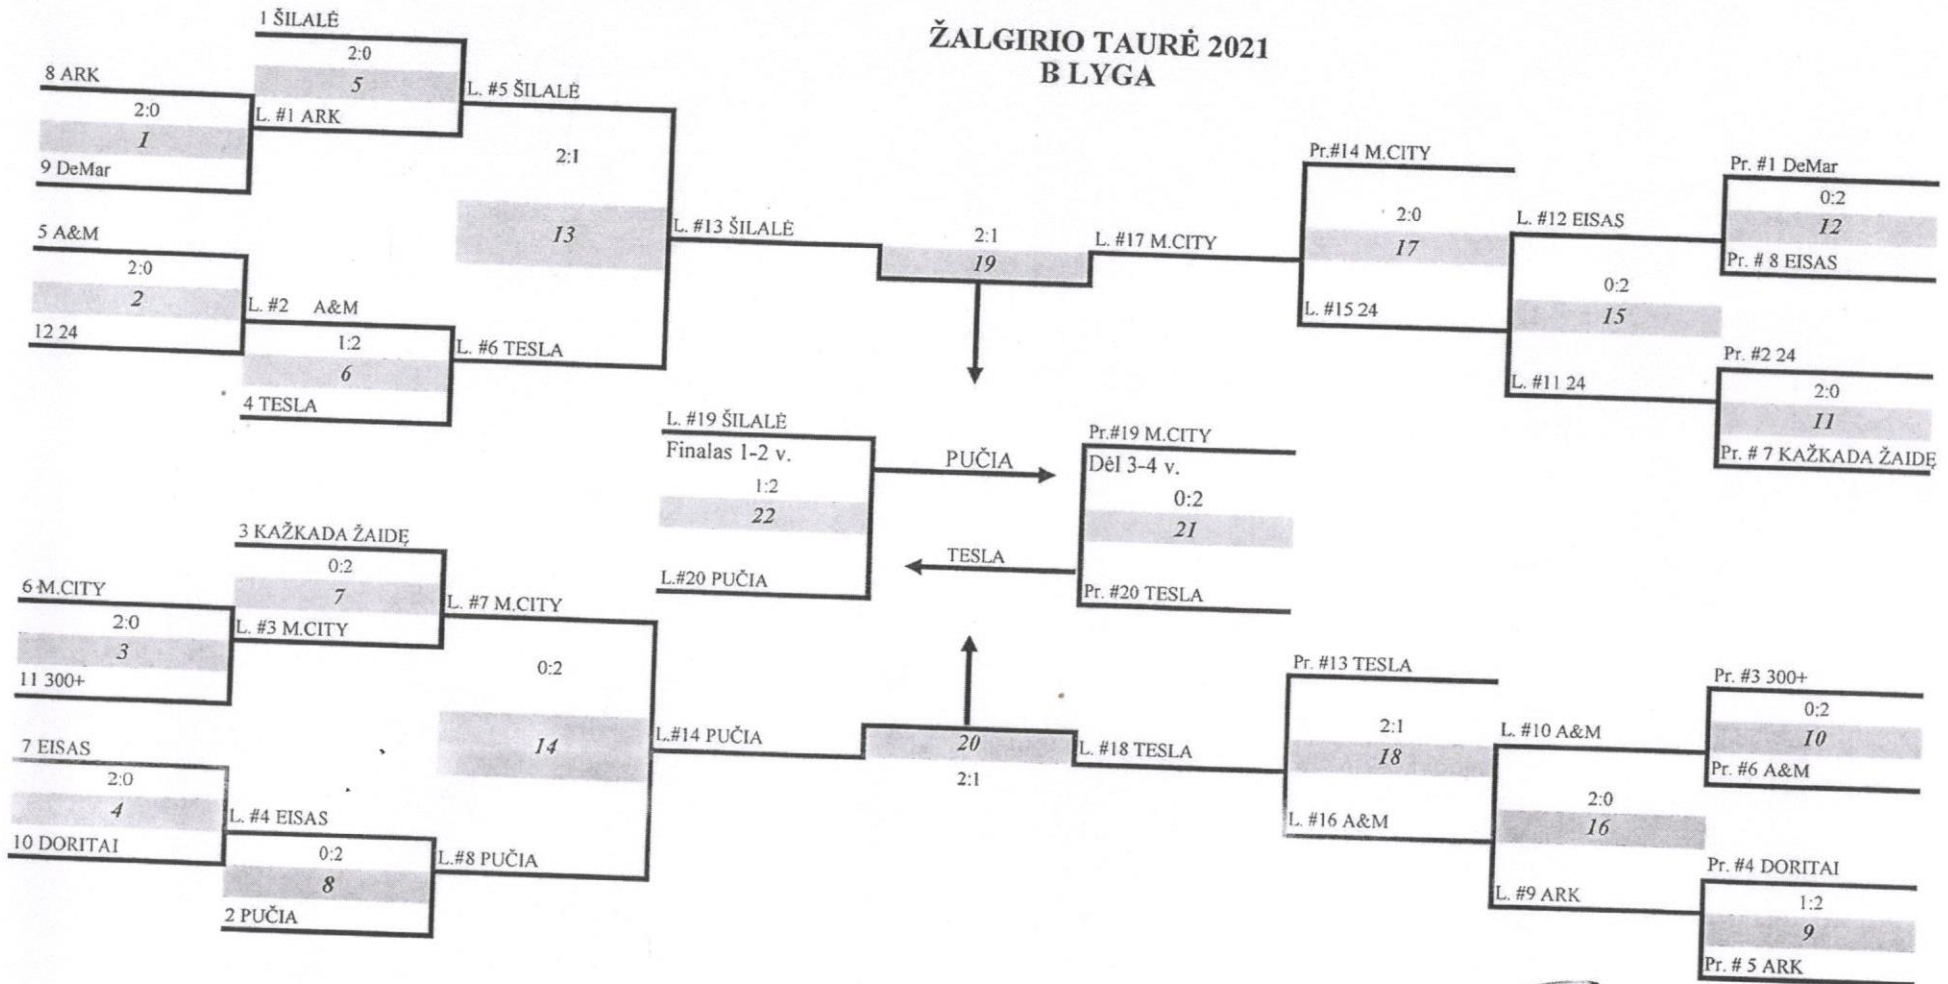 ŽALGIRIO TAURĖ 2021
B LYGA
1 ŠILALĖ
2:0
5
L. #1 ARK
8 ARK
2:0
1
9 DeMar
L. #5 ŠILALĖ
2:1
13
5 A&M
2:0
2
12 24
L. #2 A&M
1:2
6
4 TESLA
L. #6 TESLA
L. #13 ŠILALĖ
2:1
19
L. #17 M.CITY
Pr.#14 M.CITY
2:0
17
L. #15 24
L. #12 EISAS
0:2
15
L. #11 24
Pr. #1 DeMar
0:2
12
Pr. # 8 EISAS
Pr. #2 24
2:0
11
Pr. # 7 KAŽKADA ŽAIDĘ
L. #19 ŠILALĖ
Finalas 1-2 v.
1:2
22
L.#20 PUČIA
PUČIA
TESLA
Pr.#19 M.CITY
Dėl 3-4 v.
0:2
21
Pr. #20 TESLA
3 KAŽKADA ŽAIDĘ
0:2
7
L. #3 M.CITY
6 M.CITY
2:0
3
11 300+
L. #7 M.CITY
0:2
14
7 EISAS
2:0
4
10 DORITAI
L. #4 EISAS
0:2
8
2 PUČIA
L.#8 PUČIA
L.#14 PUČIA
20
2:1
L. #18 TESLA
Pr. #13 TESLA
2:1
18
L. #16 A&M
L. #10 A&M
2:0
16
L. #9 ARK
Pr. #3 300+
0:2
10
Pr. #6 A&M
Pr. #4 DORITAI
1:2
9
Pr. # 5 ARK